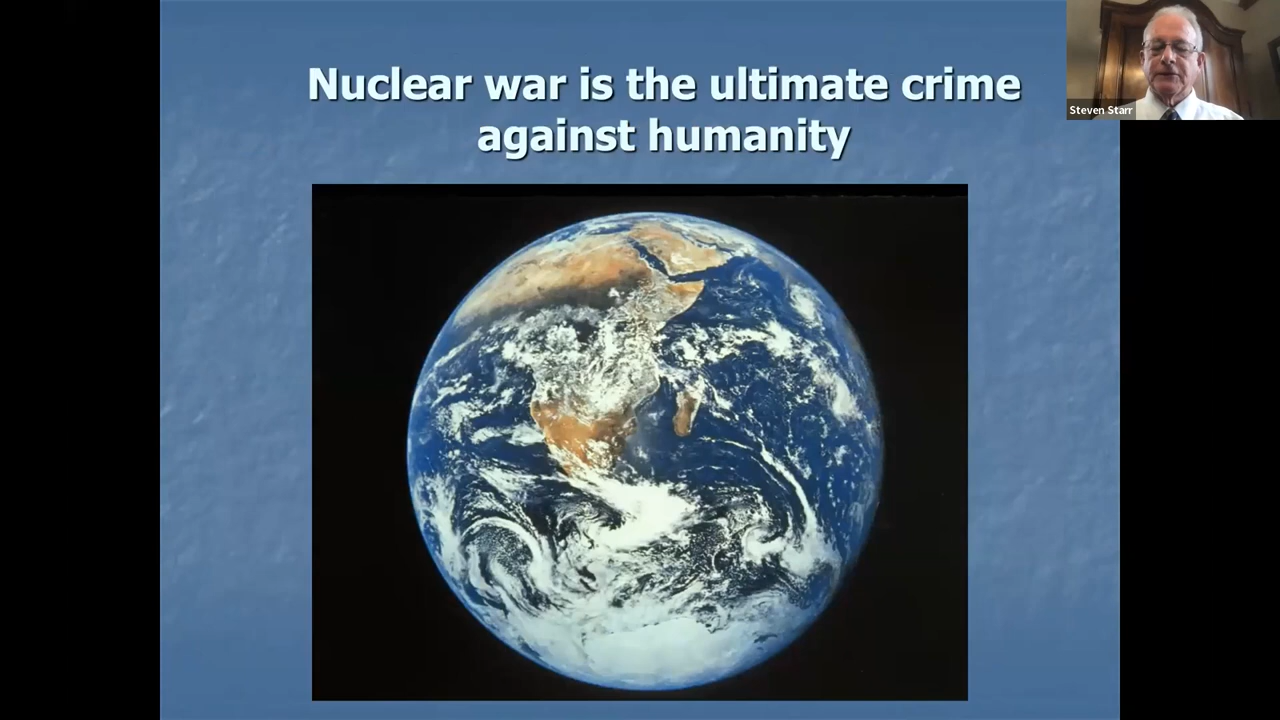 Nuclear war is the ultimate crime
against humanity
Steven Starr